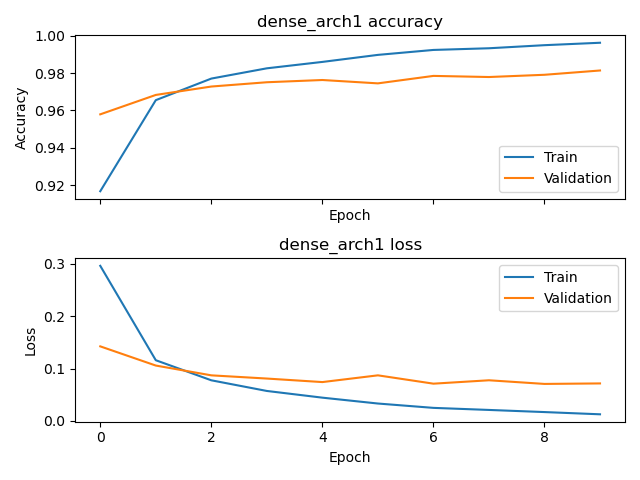 dense_arch1 accuracy
1.00
0.98
0.96
0.94
0.92
Accuracy
Train
Validation
Epoch
dense_arch1 loss
0.3
0.2
0.1
0.0
Loss
Train
Validation
0 2 4 6 8
Epoch